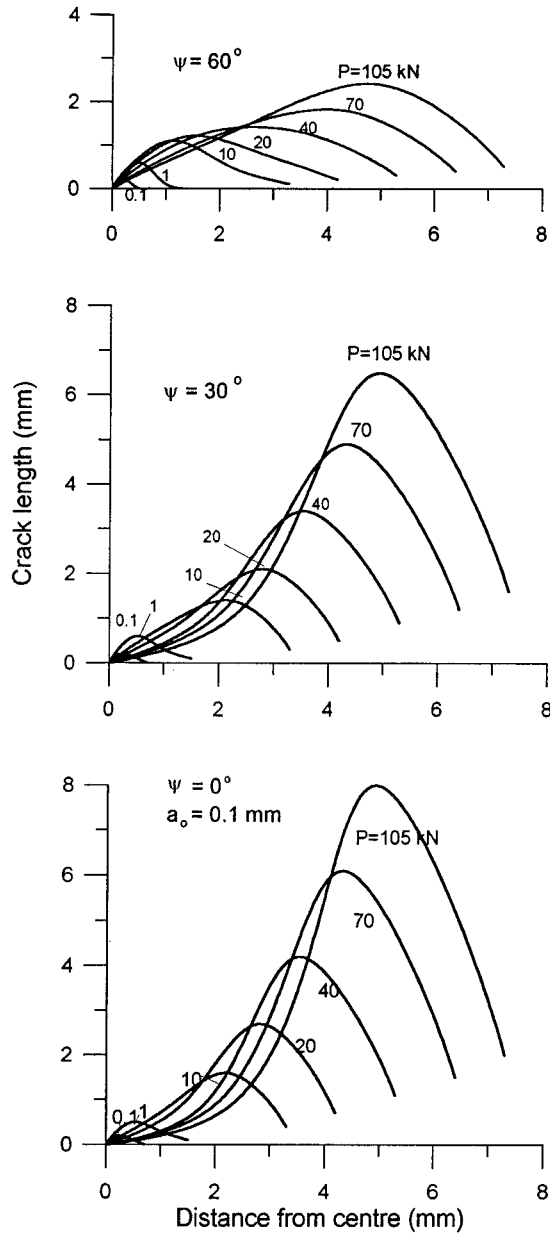 4
ψ = 60°
P=105 kN
70
40
20
10
1
0.1
2
0
0 2 4 6 8
8
P=105 kN
ψ = 30°
6
70
4
40
20
10
2
1
0.1
0
0 2 4 6 8
Crack length (mm)
8
ψ = 0°
a₀ = 0.1 mm
P=105 kN
6
70
4
40
20
2
10
0.1
1
0
0 2 4 6 8
Distance from centre (mm)